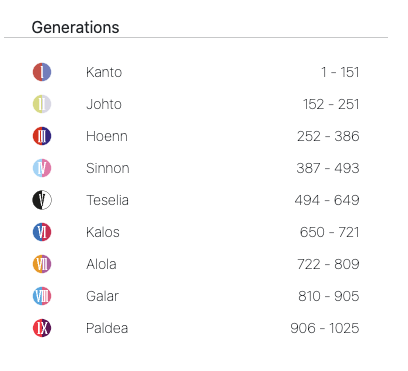 Generations
I Kanto 1 - 151
II Johto 152 - 251
III Hoenn 252 - 386
IV Sinnon 387 - 493
V Teselia 494 - 649
VI Kalos 650 - 721
VII Alola 722 - 809
VIII Galar 810 - 905
IX Paldea 906 - 1025